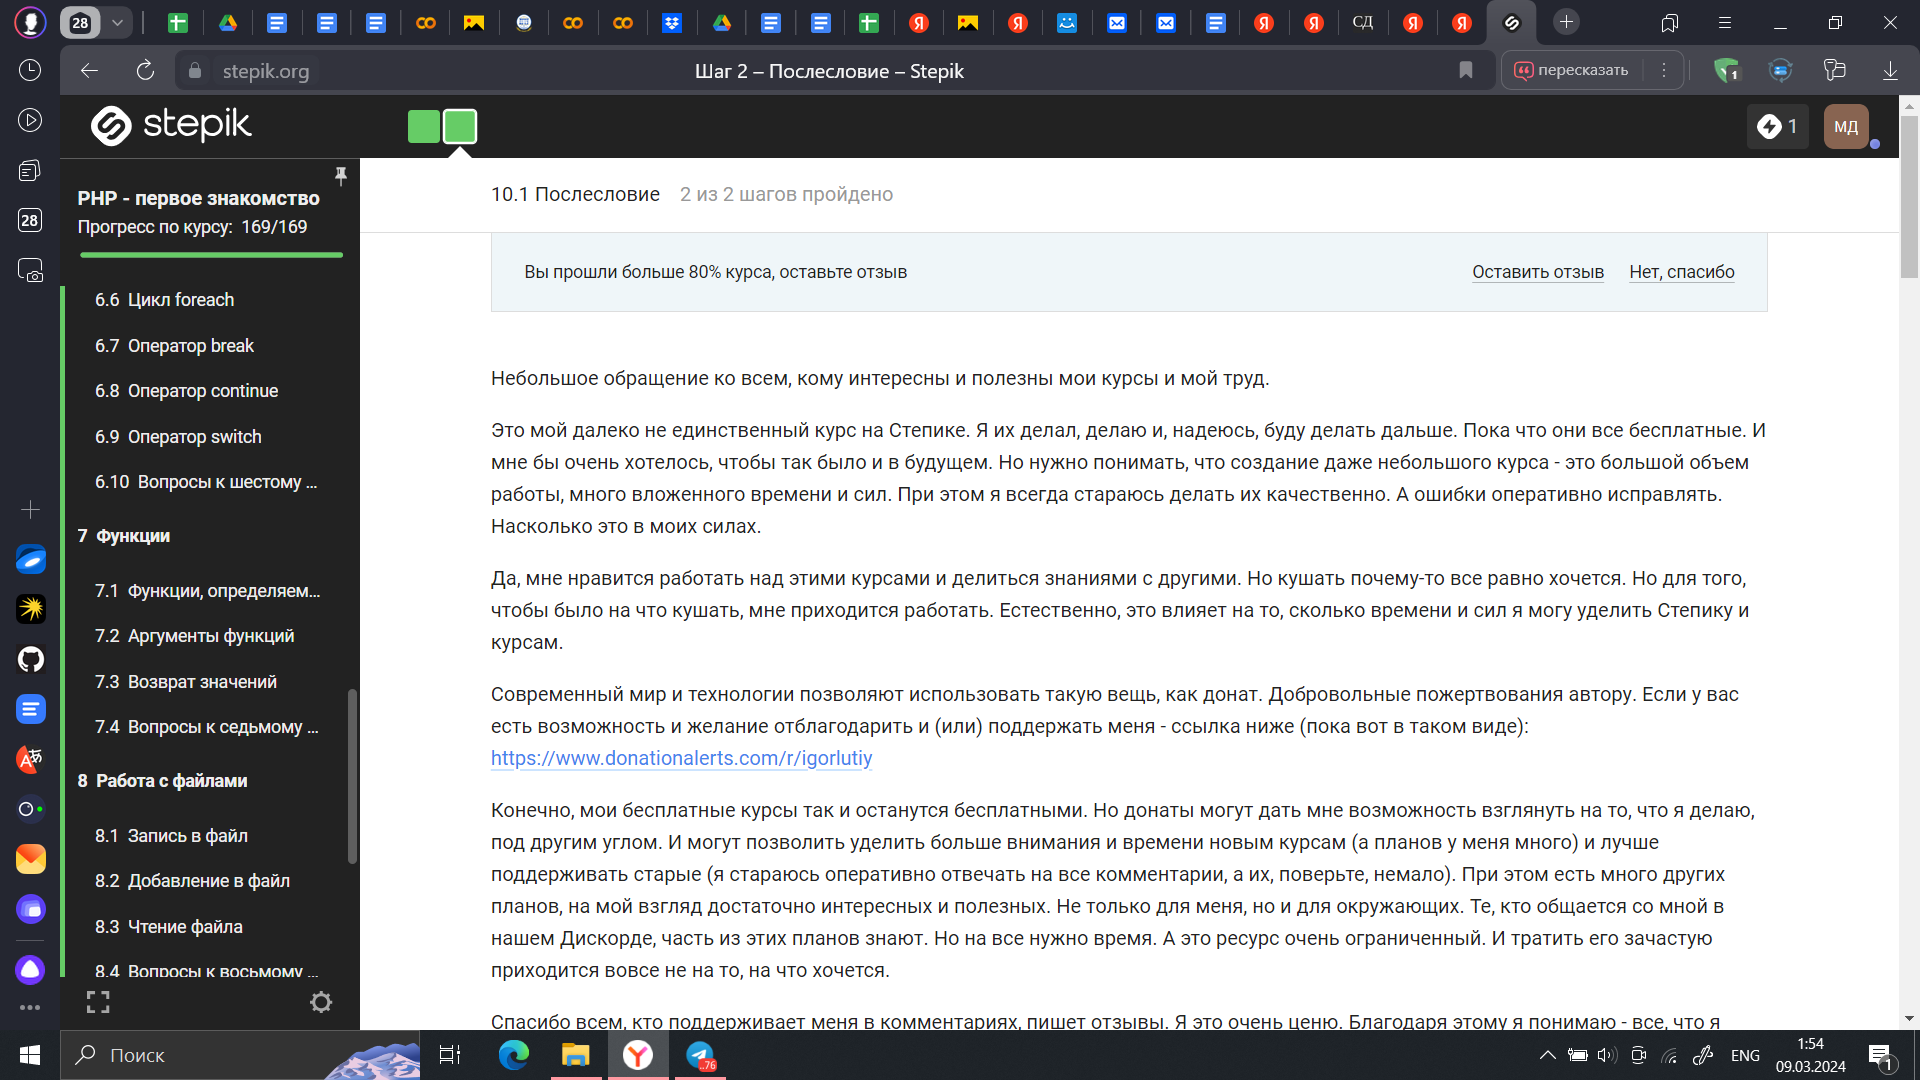 28
СД
stepik.org
Шаг 2 – Послесловие – Stepik
пересказать
1
stepik
1
МД
28
PHP - первое знакомство
Прогресс по курсу: 169/169
6.6 Цикл foreach
6.7 Оператор break
6.8 Оператор continue
6.9 Оператор switch
6.10 Вопросы к шестому ...
7 Функции
7.1 Функции, определяем...
7.2 Аргументы функций
7.3 Возврат значений
7.4 Вопросы к седьмому ...
8 Работа с файлами
8.1 Запись в файл
8.2 Добавление в файл
8.3 Чтение файла
8.4 Вопросы к восьмому ...
10.1 Послесловие 2 из 2 шагов пройдено
Вы прошли больше 80% курса, оставьте отзыв
Оставить отзыв
Нет, спасибо
Небольшое обращение ко всем, кому интересны и полезны мои курсы и мой труд.
Это мой далеко не единственный курс на Степике. Я их делал, делаю и, надеюсь, буду делать дальше. Пока что они все бесплатные. И
мне бы очень хотелось, чтобы так было и в будущем. Но нужно понимать, что создание даже небольшого курса - это большой объем
работы, много вложенного времени и сил. При этом я всегда стараюсь делать их качественно. А ошибки оперативно исправлять.
Насколько это в моих силах.
Да, мне нравится работать над этими курсами и делиться знаниями с другими. Но кушать почему-то все равно хочется. Но для того,
чтобы было на что кушать, мне приходится работать. Естественно, это влияет на то, сколько времени и сил я могу уделить Степику и
курсам.
Современный мир и технологии позволяют использовать такую вещь, как донат. Добровольные пожертвования автору. Если у вас
есть возможность и желание отблагодарить и (или) поддержать меня - ссылка ниже (пока вот в таком виде):
https://www.donationalerts.com/r/igorlutiy
Конечно, мои бесплатные курсы так и останутся бесплатными. Но донаты могут дать мне возможность взглянуть на то, что я делаю,
под другим углом. И могут позволить уделить больше внимания и времени новым курсам (а планов у меня много) и лучше
поддерживать старые (я стараюсь оперативно отвечать на все комментарии, а их, поверьте, немало). При этом есть много других
планов, на мой взгляд достаточно интересных и полезных. Не только для меня, но и для окружающих. Те, кто общается со мной в
нашем Дискорде, часть из этих планов знают. Но на все нужно время. А это ресурс очень ограниченный. И тратить его зачастую
приходится вовсе не на то, на что хочется.
Спасибо всем, кто поддерживает меня в комментариях, пишет отзывы. Я это очень ценю. Благодаря этому я понимаю - все, что я
Поиск
..76
ENG
1:54
09.03.2024
1